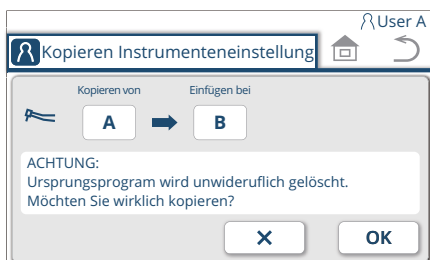 User A
Kopieren Instrumenteneinstellung
Kopieren von Einfügen bei
A B
ACHTUNG:
Ursprungsprogram wird unwideruflich gelöscht.
Möchten Sie wirklich kopieren?
OK